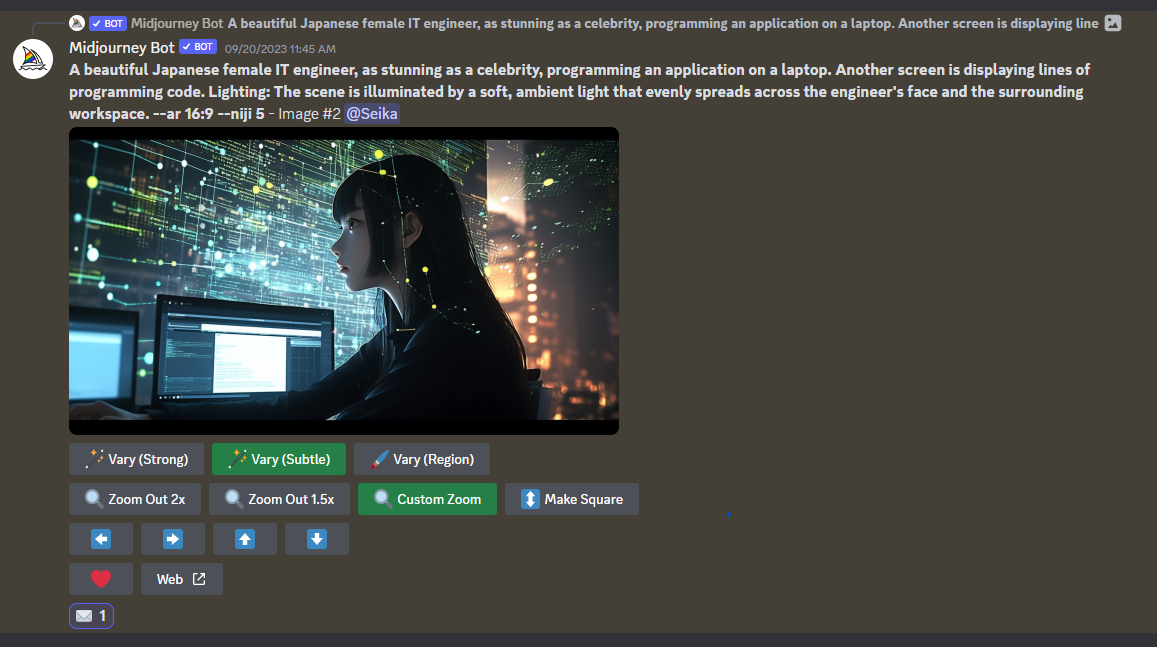 BOT Midjourney Bot A beautiful Japanese female IT engineer, as stunning as a celebrity, programming an application on a laptop. Another screen is displaying line
Midjourney Bot BOT 09/20/2023 11:45 AM
A beautiful Japanese female IT engineer, as stunning as a celebrity, programming an application on a laptop. Another screen is displaying lines of
programming code. Lighting: The scene is illuminated by a soft, ambient light that evenly spreads across the engineer's face and the surrounding
workspace. --ar 16:9 --niji 5 - Image #2 @Seika
Vary (Strong) Vary (Subtle) Vary (Region)
Zoom Out 2x Zoom Out 1.5x Custom Zoom Make Square
Web
1